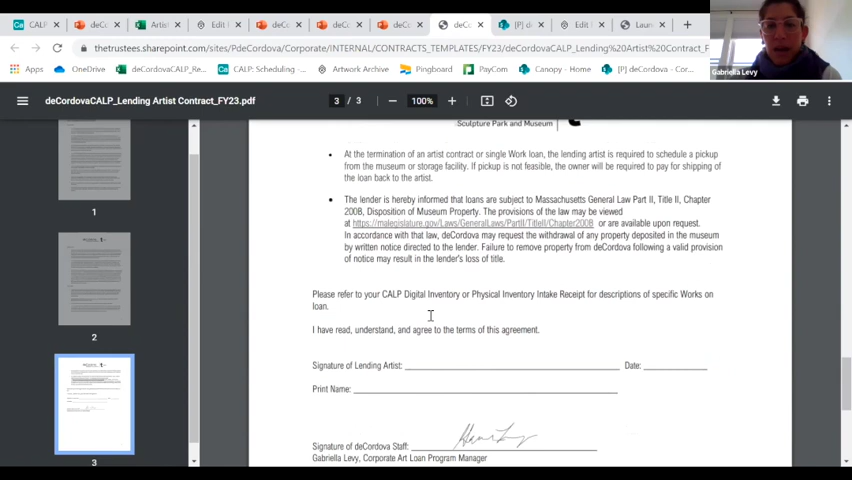 CALP
deCo
Artist
Edit
deCo
deCo
deCo
deCo
[P] deCo
Edit
Laun
thetrustees.sharepoint.com/sites/PdeCordova/Corporate/INTERNAL/CONTRACTS_TEMPLATES/FY23/deCordovaCALP_Lending%20Artist%20Contract_F
Gabriella Levy
Apps
OneDrive
deCordovaCALP_Re...
CALP: Scheduling -...
Artwork Archive
Pingboard
PayCom
Canopy - Home
[P] deCordova - Cor...
deCordovaCALP_Lending Artist Contract_FY23.pdf
3 / 3
100%
1
2
3
Sculpture Park and Museum
• At the termination of an artist contract or single Work loan, the lending artist is required to schedule a pickup
from the museum or storage facility. If pickup is not feasible, the owner will be required to pay for shipping of
the loan back to the artist.
• The lender is hereby informed that loans are subject to Massachusetts General Law Part II, Title II, Chapter
200B, Disposition of Museum Property. The provisions of the law may be viewed
at https://malegislature.gov/Laws/GeneralLaws/PartII/TitleII/Chapter200B or are available upon request.
In accordance with that law, deCordova may request the withdrawal of any property deposited in the museum
by written notice directed to the lender. Failure to remove property from deCordova following a valid provision
of notice may result in the lender's loss of title.
Please refer to your CALP Digital Inventory or Physical Inventory Intake Receipt for descriptions of specific Works on
loan.
I have read, understand, and agree to the terms of this agreement.
Signature of Lending Artist: Date:
Print Name:
Signature of deCordova Staff:
Gabriella Levy, Corporate Art Loan Program Manager